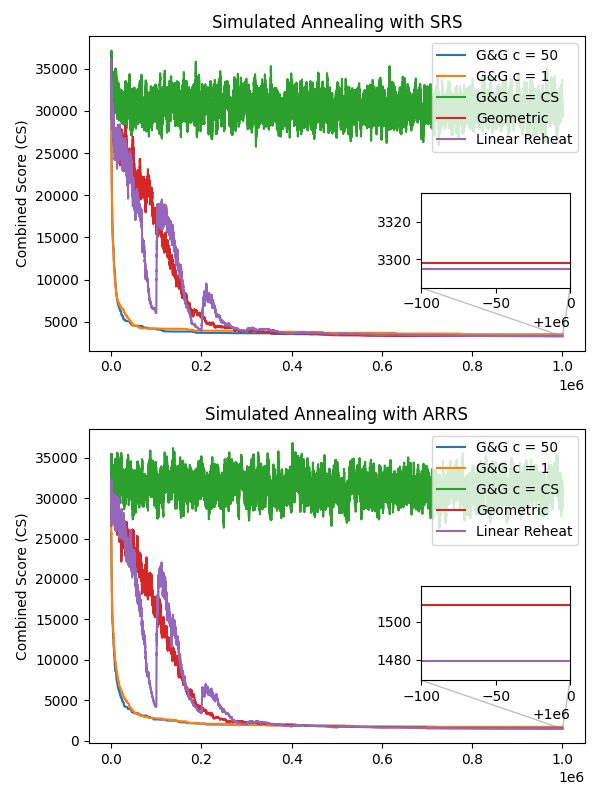 Simulated Annealing with SRS
Combined Score (CS)
35000
30000
25000
20000
15000
10000
5000
G&G c = 50
G&G c = 1
G&G c = CS
Geometric
Linear Reheat
3320
3300
−100
−50
0
+1e6
0.0
0.2
0.4
0.6
0.8
1.0
1e6
Simulated Annealing with ARRS
Combined Score (CS)
35000
30000
25000
20000
15000
10000
5000
0
G&G c = 50
G&G c = 1
G&G c = CS
Geometric
Linear Reheat
1500
1480
−100
−50
0
+1e6
0.0
0.2
0.4
0.6
0.8
1.0
1e6